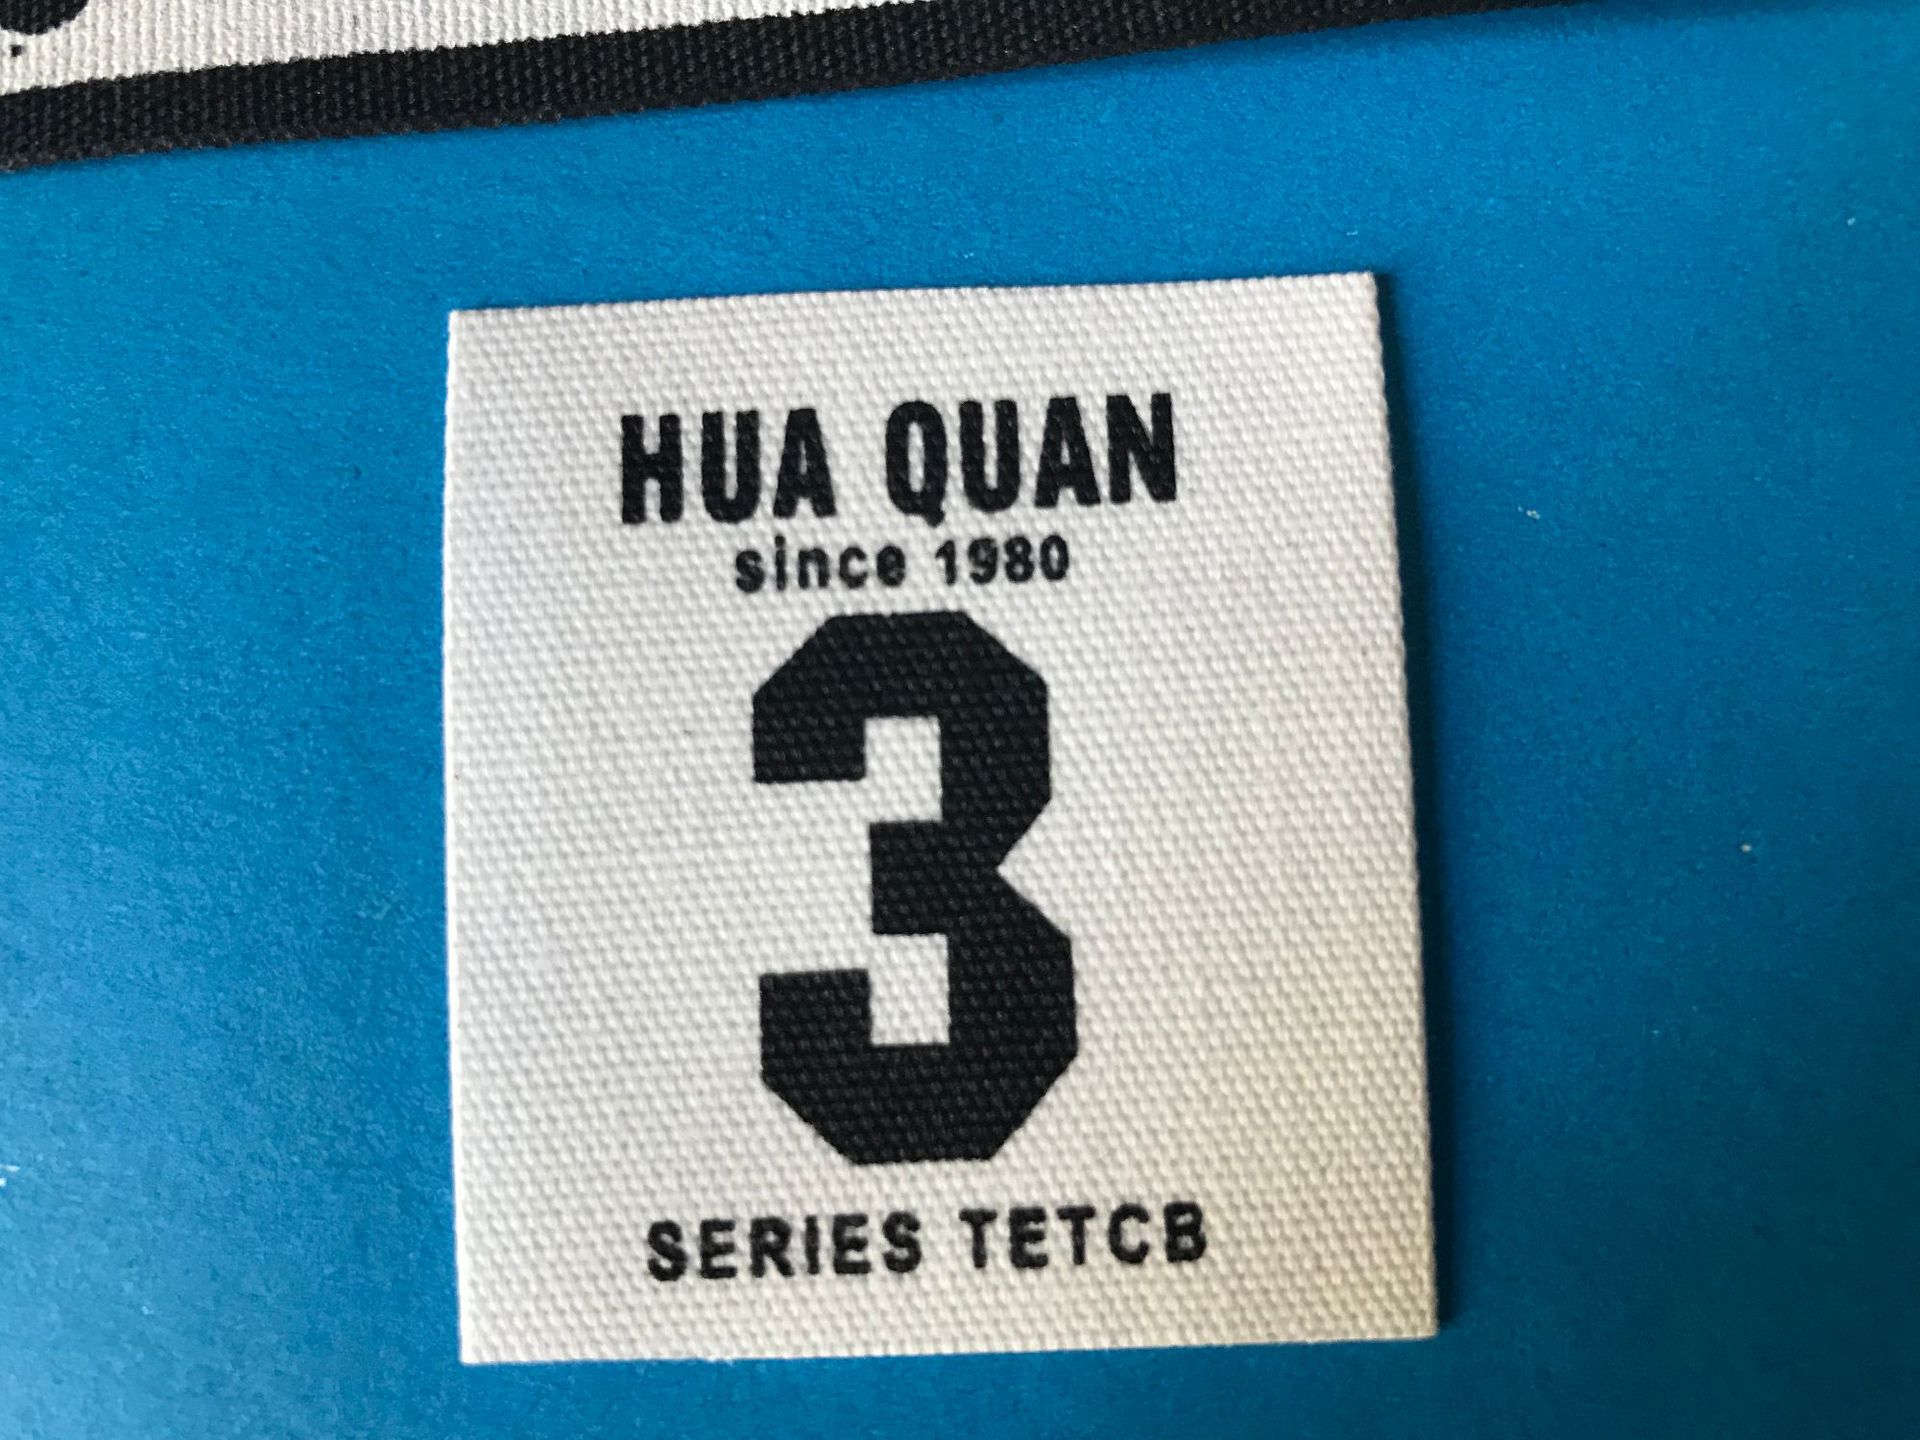 HUA QUAN
since 1980
3
SERIES TETCB